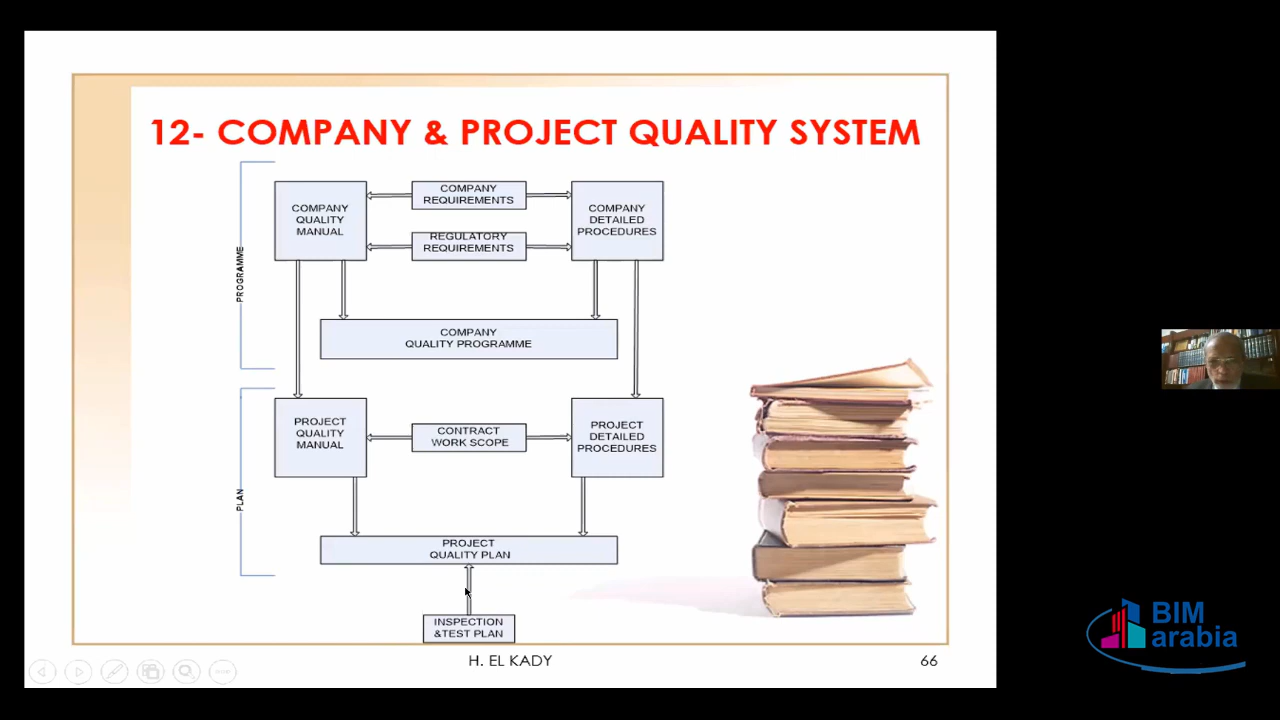 12- COMPANY & PROJECT QUALITY SYSTEM
PROGRAMME
COMPANY
QUALITY
MANUAL
COMPANY
REQUIREMENTS
REGULATORY
REQUIREMENTS
COMPANY
DETAILED
PROCEDURES
COMPANY
QUALITY PROGRAMME
PLAN
PROJECT
QUALITY
MANUAL
CONTRACT
WORK SCOPE
PROJECT
DETAILED
PROCEDURES
PROJECT
QUALITY PLAN
INSPECTION
&TEST PLAN
H. EL KADY
66
BIM
arabia